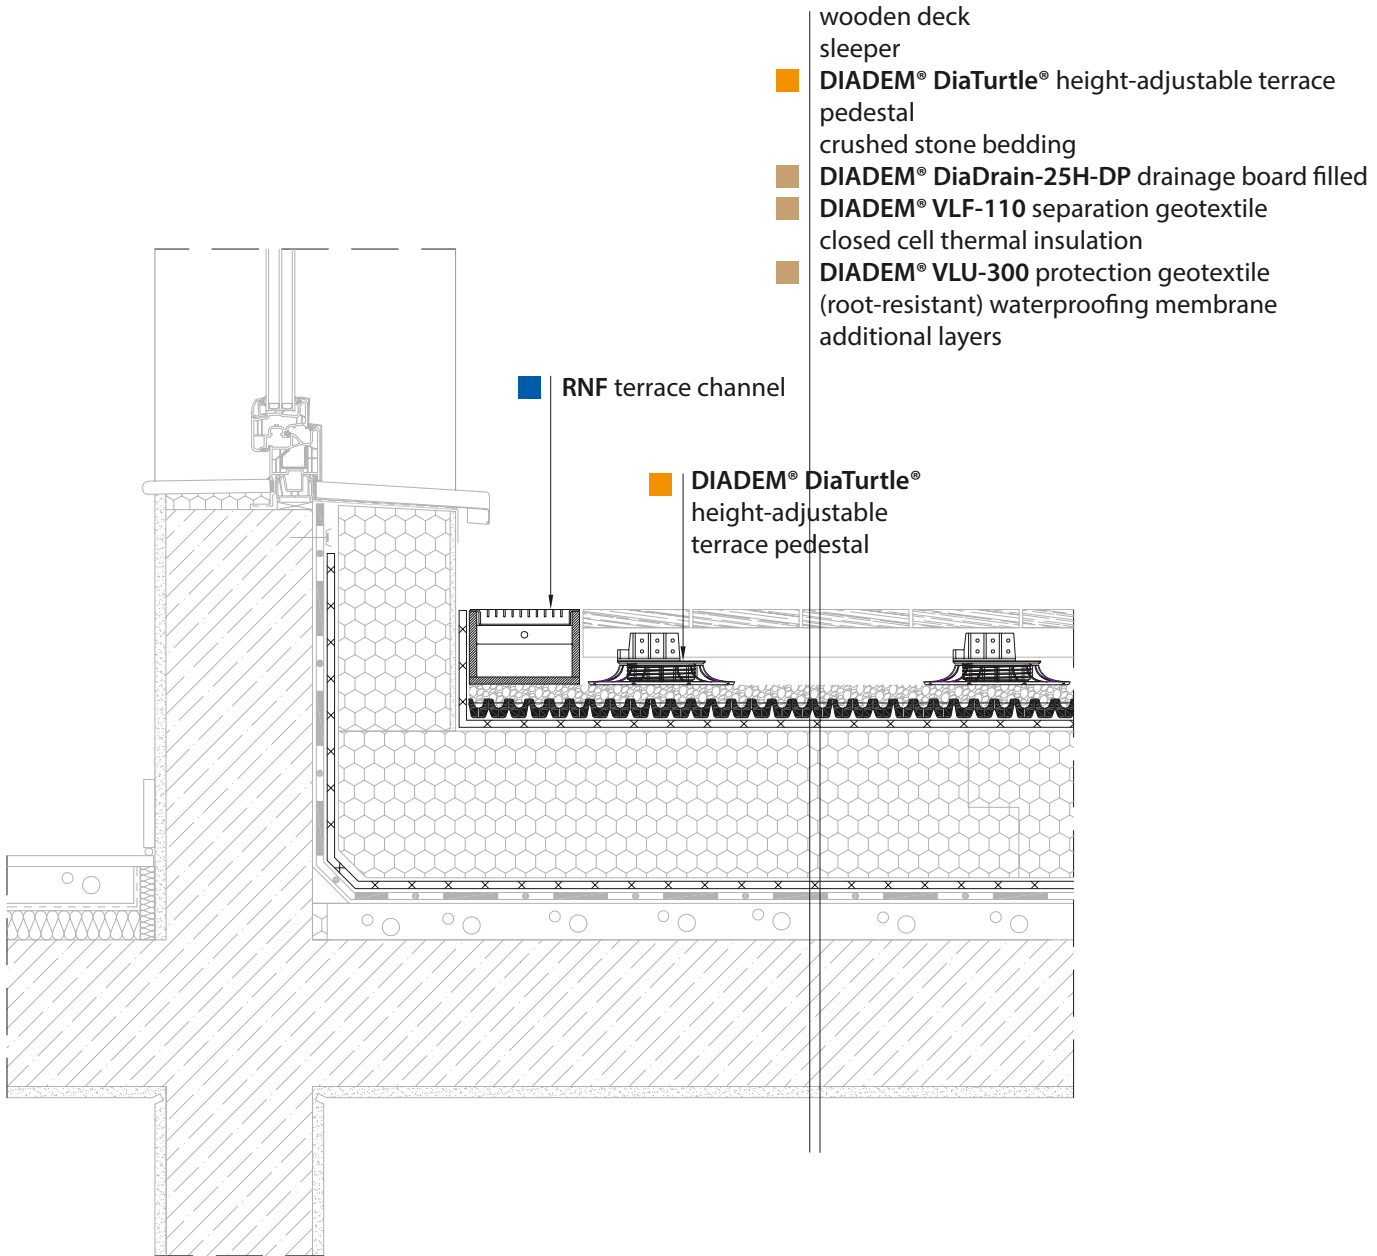 wooden deck
sleeper
DIADEM® DiaTurtle® height-adjustable terrace
pedestal
crushed stone bedding
DIADEM® DiaDrain-25H-DP drainage board filled
DIADEM® VLF-110 separation geotextile
closed cell thermal insulation
DIADEM® VLU-300 protection geotextile
(root-resistant) waterproofing membrane
additional layers
RNF terrace channel
DIADEM® DiaTurtle®
height-adjustable
terrace pedestal